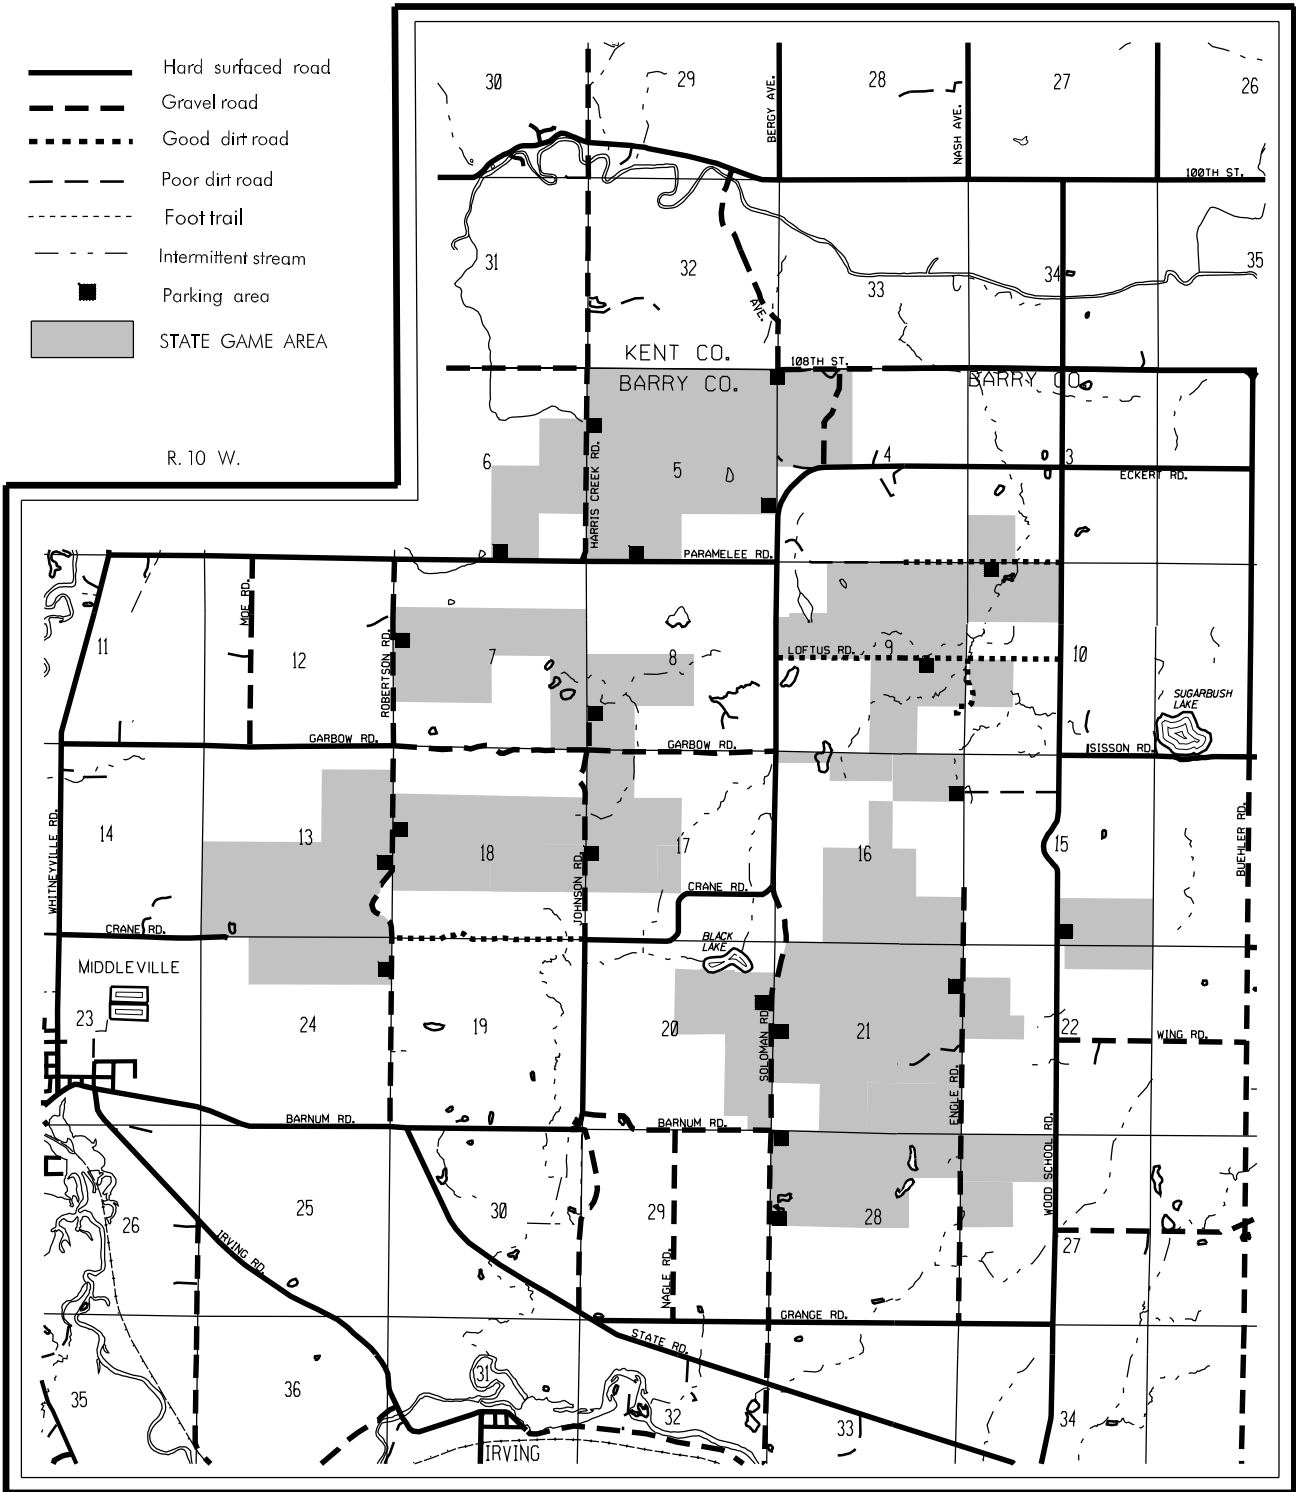 Hard surfaced road
Gravel road
Good dirt road
Poor dirt road
Foot trail
Intermittent stream
Parking area
STATE GAME AREA
R. 10 W.
30
29
28
27
26
BERGY AVE.
NASH AVE.
100TH ST.
31
32
33
34
35
AVE.
KENT CO.
108TH ST.
BARRY CO.
BARRY CO.
6
5
4
3
HARRIS CREEK RD.
ECKERT RD.
PARAMELEE RD.
MOE RD.
11
12
ROBERTSON RD.
7
8
9
10
LOFTUS RD.
SUGARBUSH
LAKE
GARBOW RD.
GARBOW RD.
SISSON RD.
WHITNEYVILLE RD.
14
13
18
17
16
15
BUEHLER RD.
JOHNSON RD.
CRANE RD.
CRANE RD.
BLACK
LAKE
MIDDLEVILLE
23
24
19
20
21
22
SOLOMAN RD.
WING RD.
ENGLE RD.
BARNUM RD.
BARNUM RD.
WOOD SCHOOL RD.
26
25
30
29
28
27
IRVING RD.
NAGLE RD.
GRANGE RD.
STATE RD.
35
36
31
32
33
34
IRVING